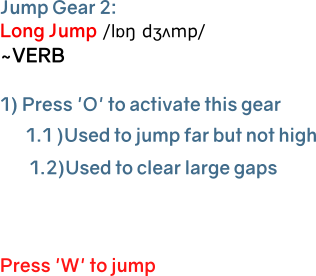 Jump Gear 2:
Long Jump /lɒŋ dʒʌmp/
~VERB
1) Press 'O' to activate this gear
1.1 )Used to jump far but not high
1.2)Used to clear large gaps
Press 'W' to jump